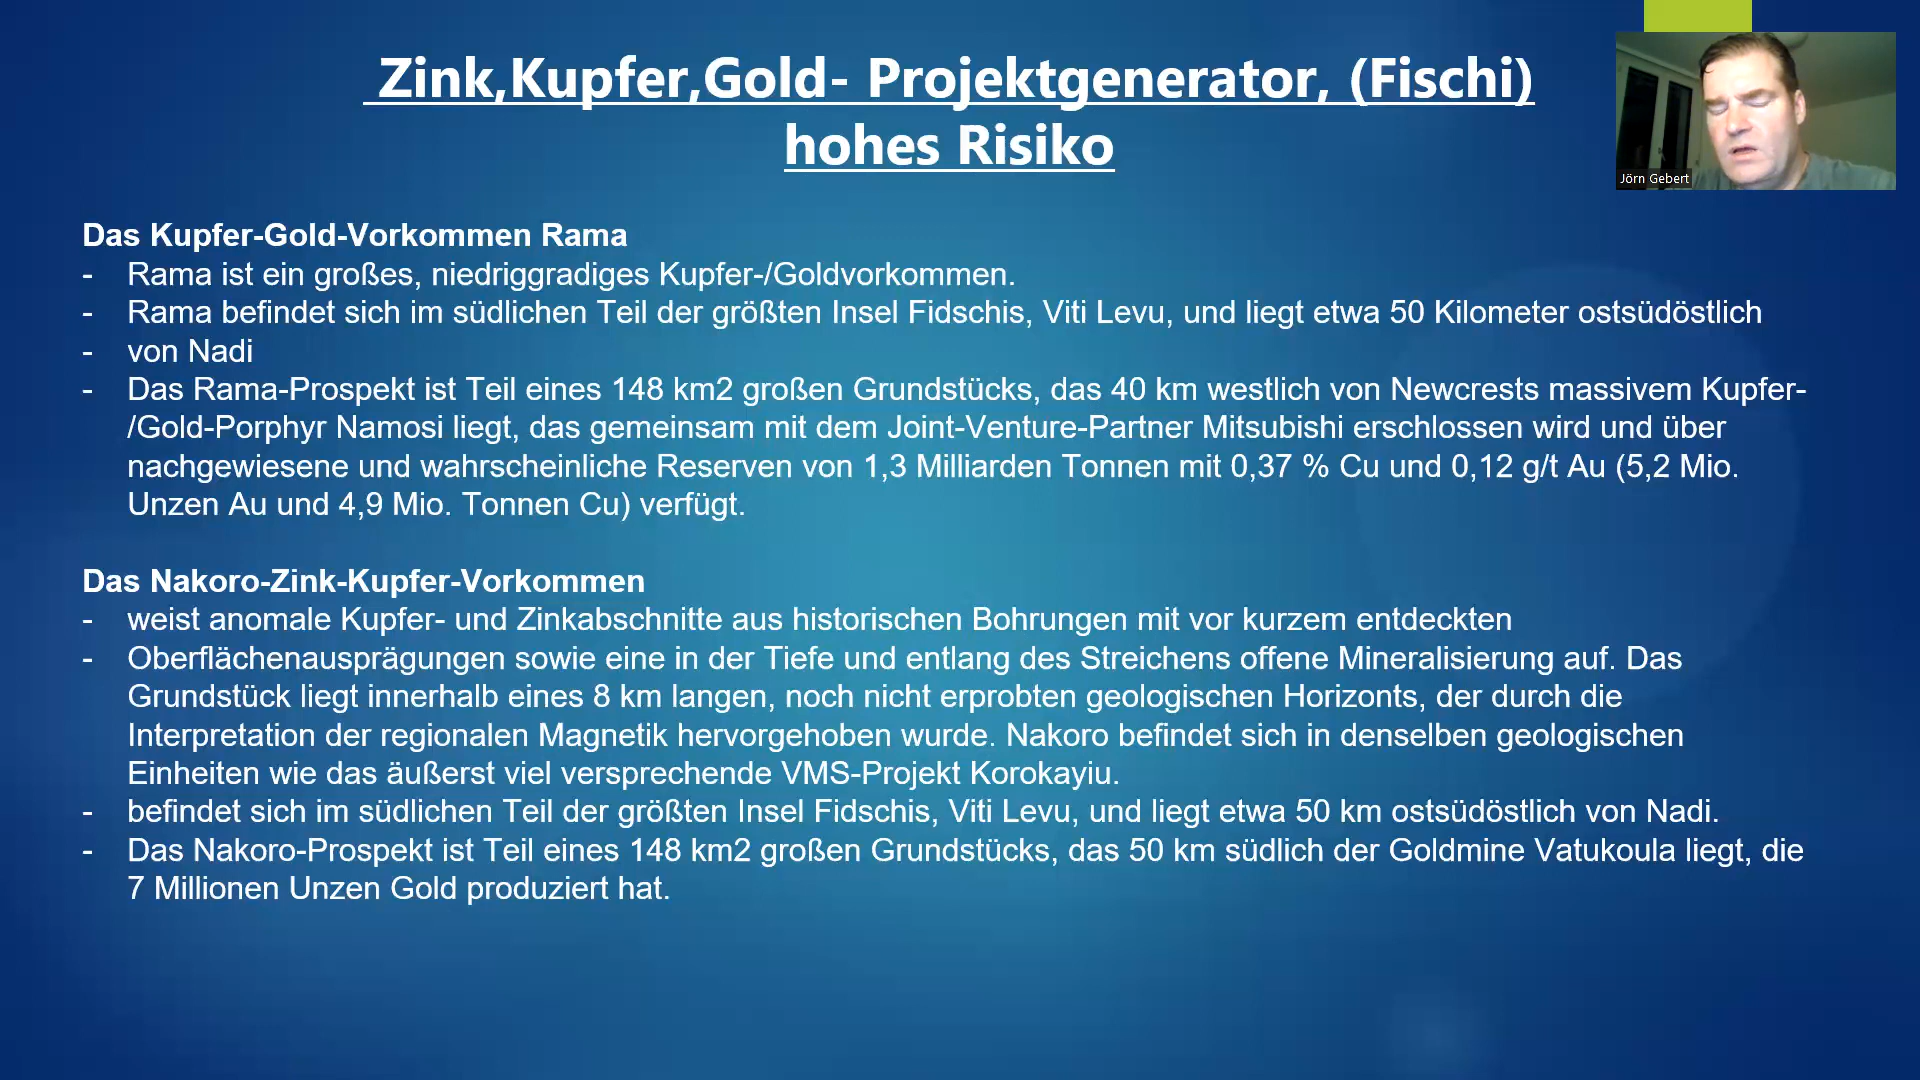 Zink,Kupfer,Gold- Projektgenerator, (Fischi)
hohes Risiko
Jörn Gebert
Das Kupfer-Gold-Vorkommen Rama
- Rama ist ein großes, niedriggradiges Kupfer-/Goldvorkommen.
- Rama befindet sich im südlichen Teil der größten Insel Fidschis, Viti Levu, und liegt etwa 50 Kilometer ostsüdöstlich
- von Nadi
- Das Rama-Prospekt ist Teil eines 148 km2 großen Grundstücks, das 40 km westlich von Newcrests massivem Kupfer-
/Gold-Porphyr Namosi liegt, das gemeinsam mit dem Joint-Venture-Partner Mitsubishi erschlossen wird und über
nachgewiesene und wahrscheinliche Reserven von 1,3 Milliarden Tonnen mit 0,37 % Cu und 0,12 g/t Au (5,2 Mio.
Unzen Au und 4,9 Mio. Tonnen Cu) verfügt.
Das Nakoro-Zink-Kupfer-Vorkommen
- weist anomale Kupfer- und Zinkabschnitte aus historischen Bohrungen mit vor kurzem entdeckten
- Oberflächenausprägungen sowie eine in der Tiefe und entlang des Streichens offene Mineralisierung auf. Das
Grundstück liegt innerhalb eines 8 km langen, noch nicht erprobten geologischen Horizonts, der durch die
Interpretation der regionalen Magnetik hervorgehoben wurde. Nakoro befindet sich in denselben geologischen
Einheiten wie das äußerst viel versprechende VMS-Projekt Korokayiu.
- befindet sich im südlichen Teil der größten Insel Fidschis, Viti Levu, und liegt etwa 50 km ostsüdöstlich von Nadi.
- Das Nakoro-Prospekt ist Teil eines 148 km2 großen Grundstücks, das 50 km südlich der Goldmine Vatukoula liegt, die
7 Millionen Unzen Gold produziert hat.